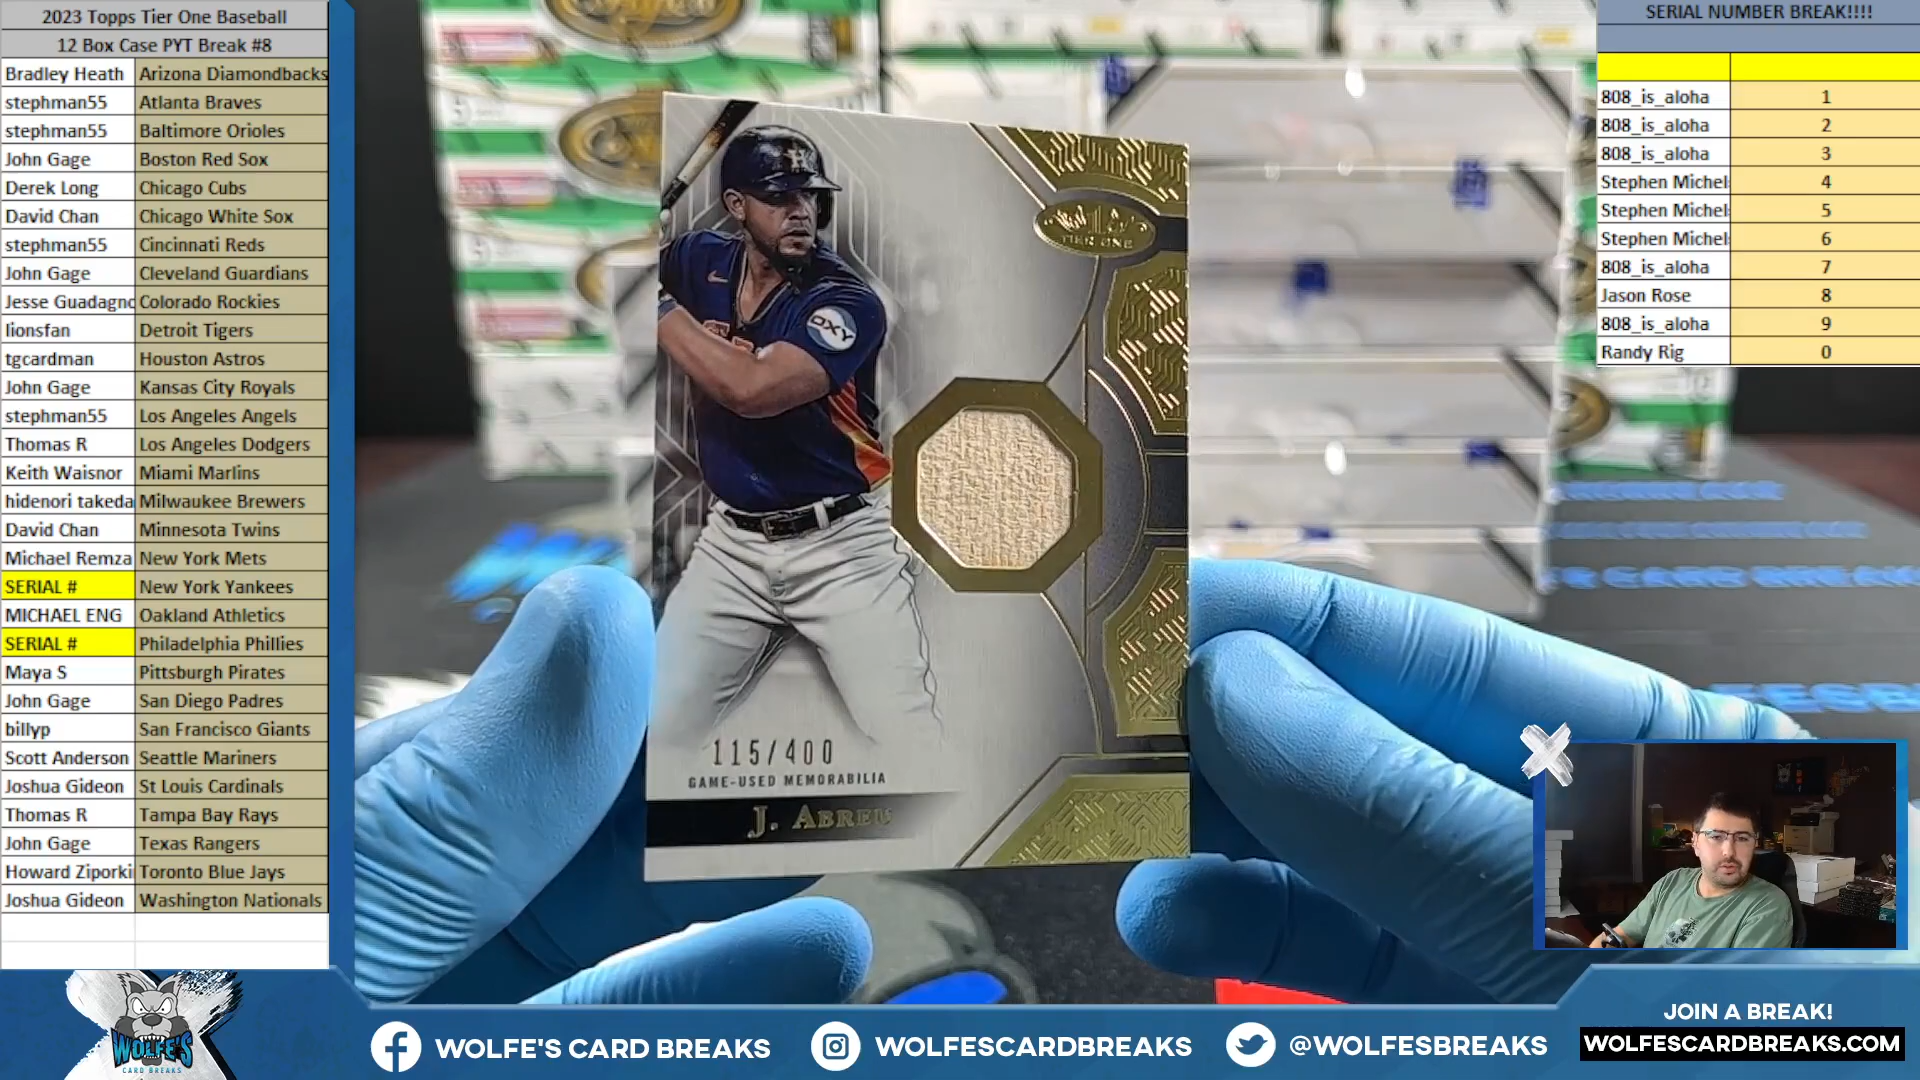 2023 Topps Tier One Baseball
12 Box Case PYT Break #8
Bradley Heath Arizona Diamondbacks
stephman55 Atlanta Braves
stephman55 Baltimore Orioles
John Gage Boston Red Sox
Derek Long Chicago Cubs
David Chan Chicago White Sox
stephman55 Cincinnati Reds
John Gage Cleveland Guardians
Jesse Guadagno Colorado Rockies
lionsfan Detroit Tigers
tgcardman Houston Astros
John Gage Kansas City Royals
stephman55 Los Angeles Angels
Thomas R Los Angeles Dodgers
Keith Waisnor Miami Marlins
hidenori takeda Milwaukee Brewers
David Chan Minnesota Twins
Michael Remza New York Mets
SERIAL # New York Yankees
MICHAEL ENG Oakland Athletics
SERIAL # Philadelphia Phillies
Maya S Pittsburgh Pirates
John Gage San Diego Padres
billyp San Francisco Giants
Scott Anderson Seattle Mariners
Joshua Gideon St Louis Cardinals
Thomas R Tampa Bay Rays
John Gage Texas Rangers
Howard Ziporki Toronto Blue Jays
Joshua Gideon Washington Nationals
TIER ONE
OXY
115/400
GAME-USED MEMORABILIA
J. ABREU
SERIAL NUMBER BREAK!!!!
808_is_aloha 1
808_is_aloha 2
808_is_aloha 3
Stephen Michel 4
Stephen Michel 5
Stephen Michel 6
808_is_aloha 7
Jason Rose 8
808_is_aloha 9
Randy Rig 0
WOLFE'S
CARD BREAKS
WOLFE'S CARD BREAKS
WOLFESCARDBREAKS
@WOLFESBREAKS
JOIN A BREAK!
WOLFESCARDBREAKS.COM